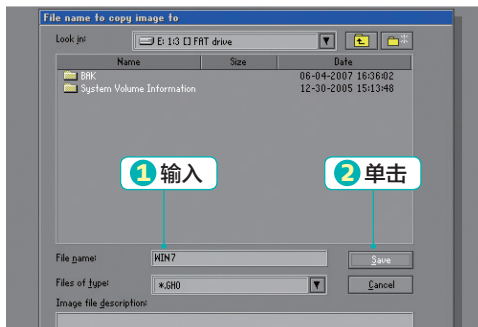 File name to copy image to
Look in: E: 1:3 [] FAT drive
Name Size Date
BAK 06-04-2007 16:36:02
System Volume Information 12-30-2005 15:13:48
1 输入
2 单击
File name: WIN7 Save
Files of type: *.GHO Cancel
Image file description: